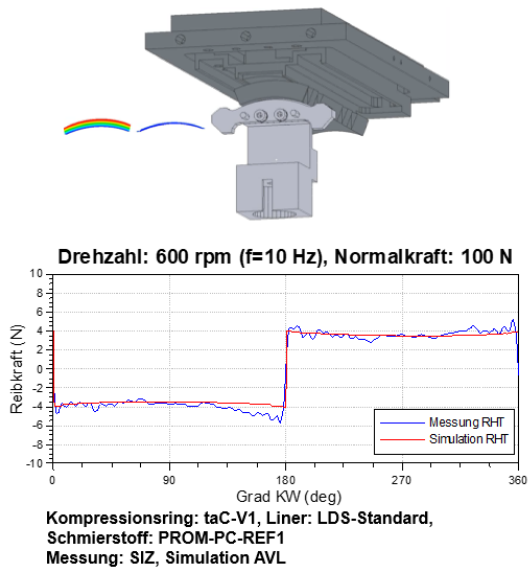 Drehzahl: 600 rpm (f=10 Hz), Normalkraft: 100 N
10
8
6
4
2
0
-2
-4
-6
-8
-10
Reibkraft (N)
Messung RHT
Simulation RHT
0
90
180
270
360
Grad KW (deg)
Kompressionsring: taC-V1, Liner: LDS-Standard,
Schmierstoff: PROM-PC-REF1
Messung: SIZ, Simulation AVL